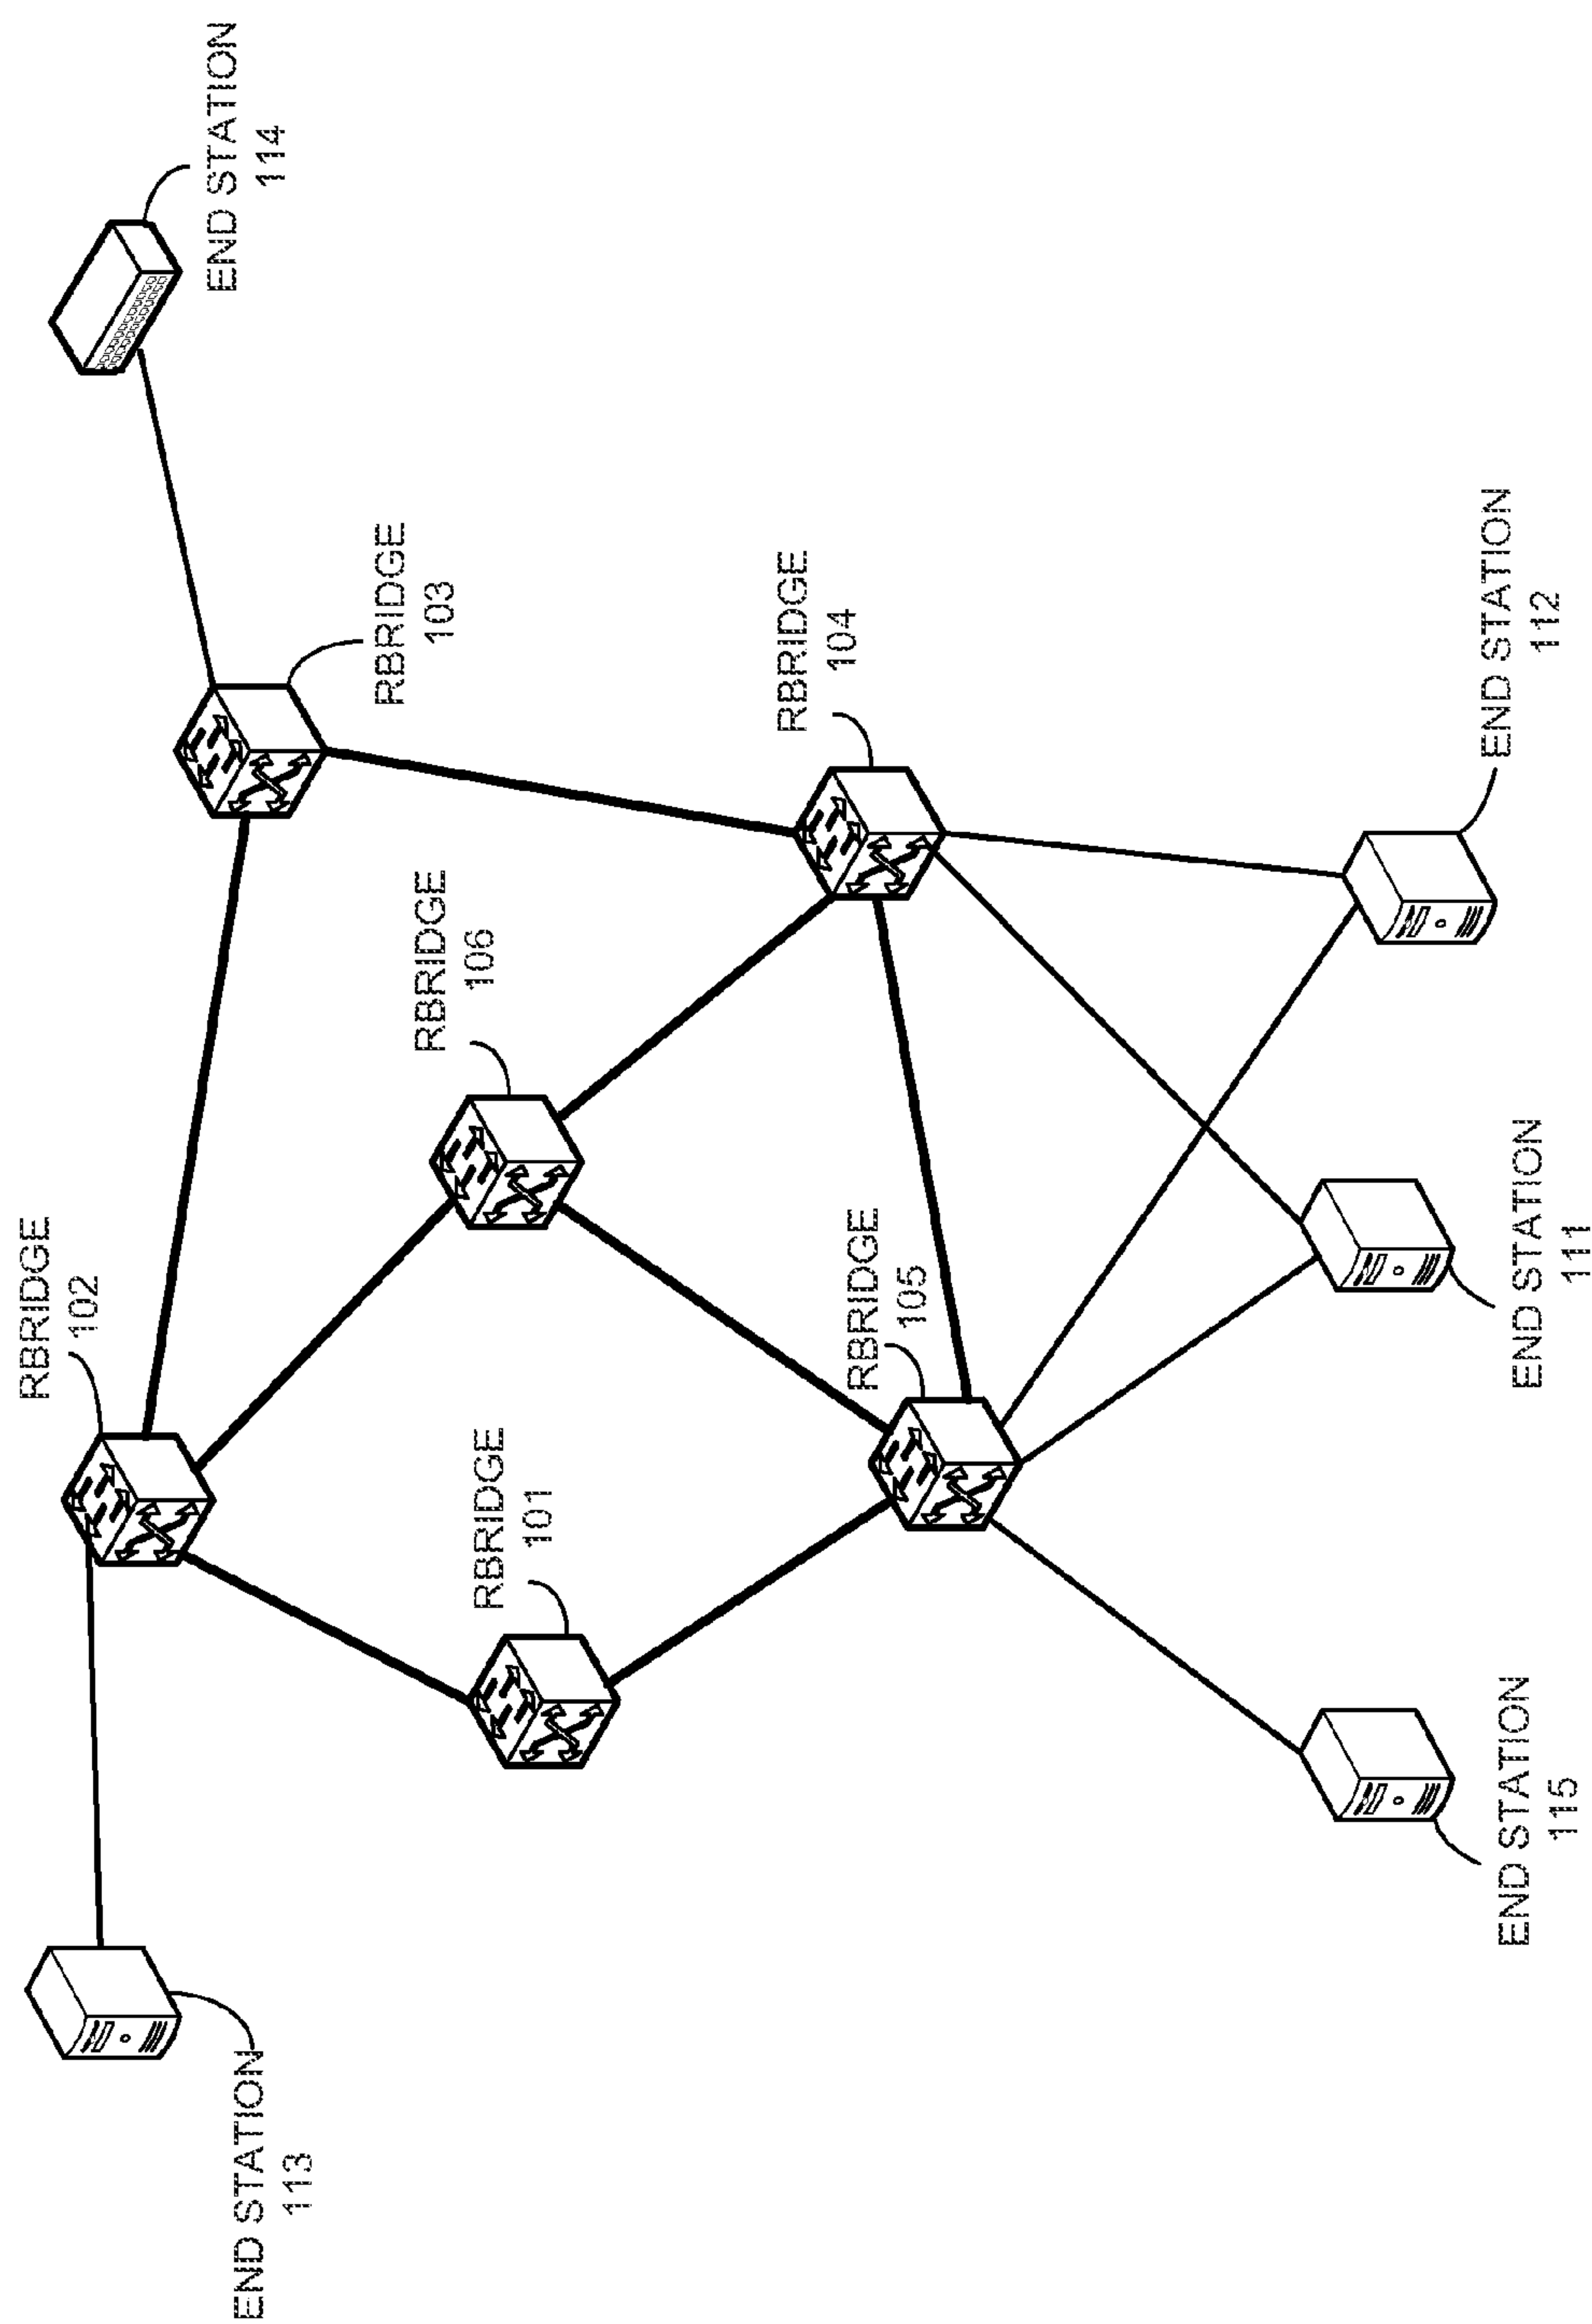 END STATION
113
RBRIDGE
102
END STATION
114
RBRIDGE
103
RBRIDGE
106
RBRIDGE
101
RBRIDGE
104
RBRIDGE
105
END STATION
112
END STATION
115
END STATION
111